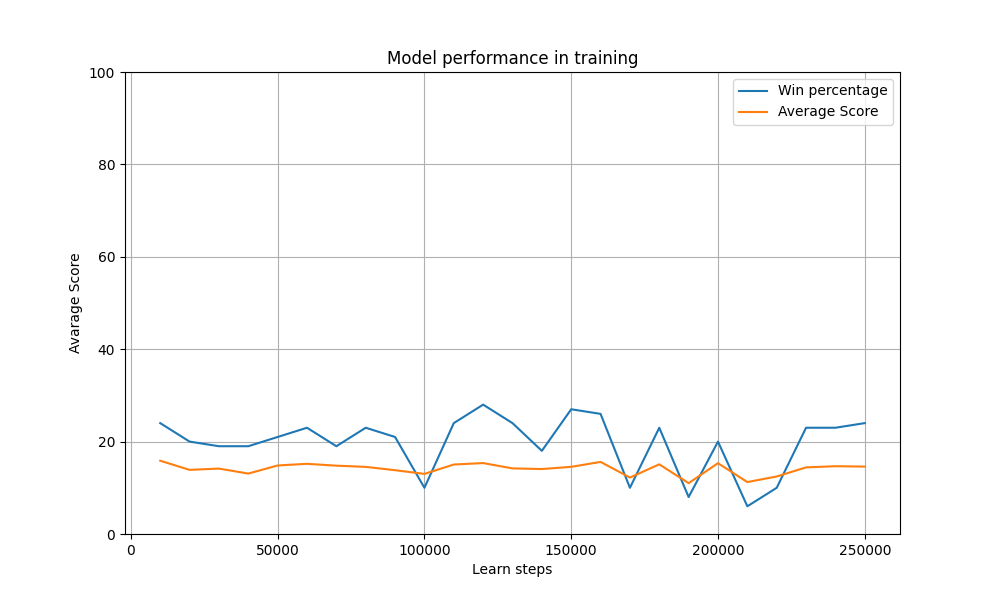 Model performance in training
Win percentage
Average Score
Avarage Score
100
80
60
40
20
0
0 50000 100000 150000 200000 250000
Learn steps